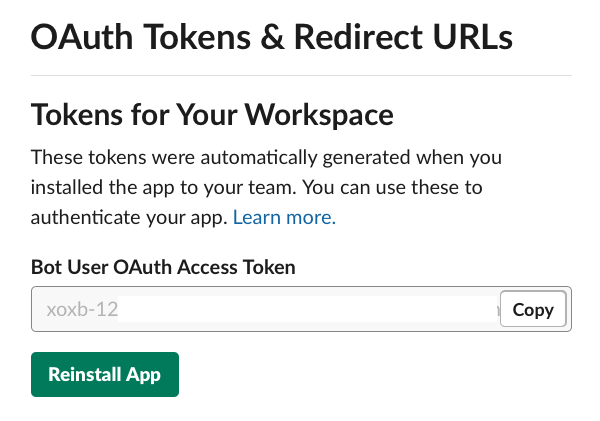 OAuth Tokens & Redirect URLs
Tokens for Your Workspace
These tokens were automatically generated when you
installed the app to your team. You can use these to
authenticate your app. Learn more.
Bot User OAuth Access Token
xoxb-12
Copy
Reinstall App